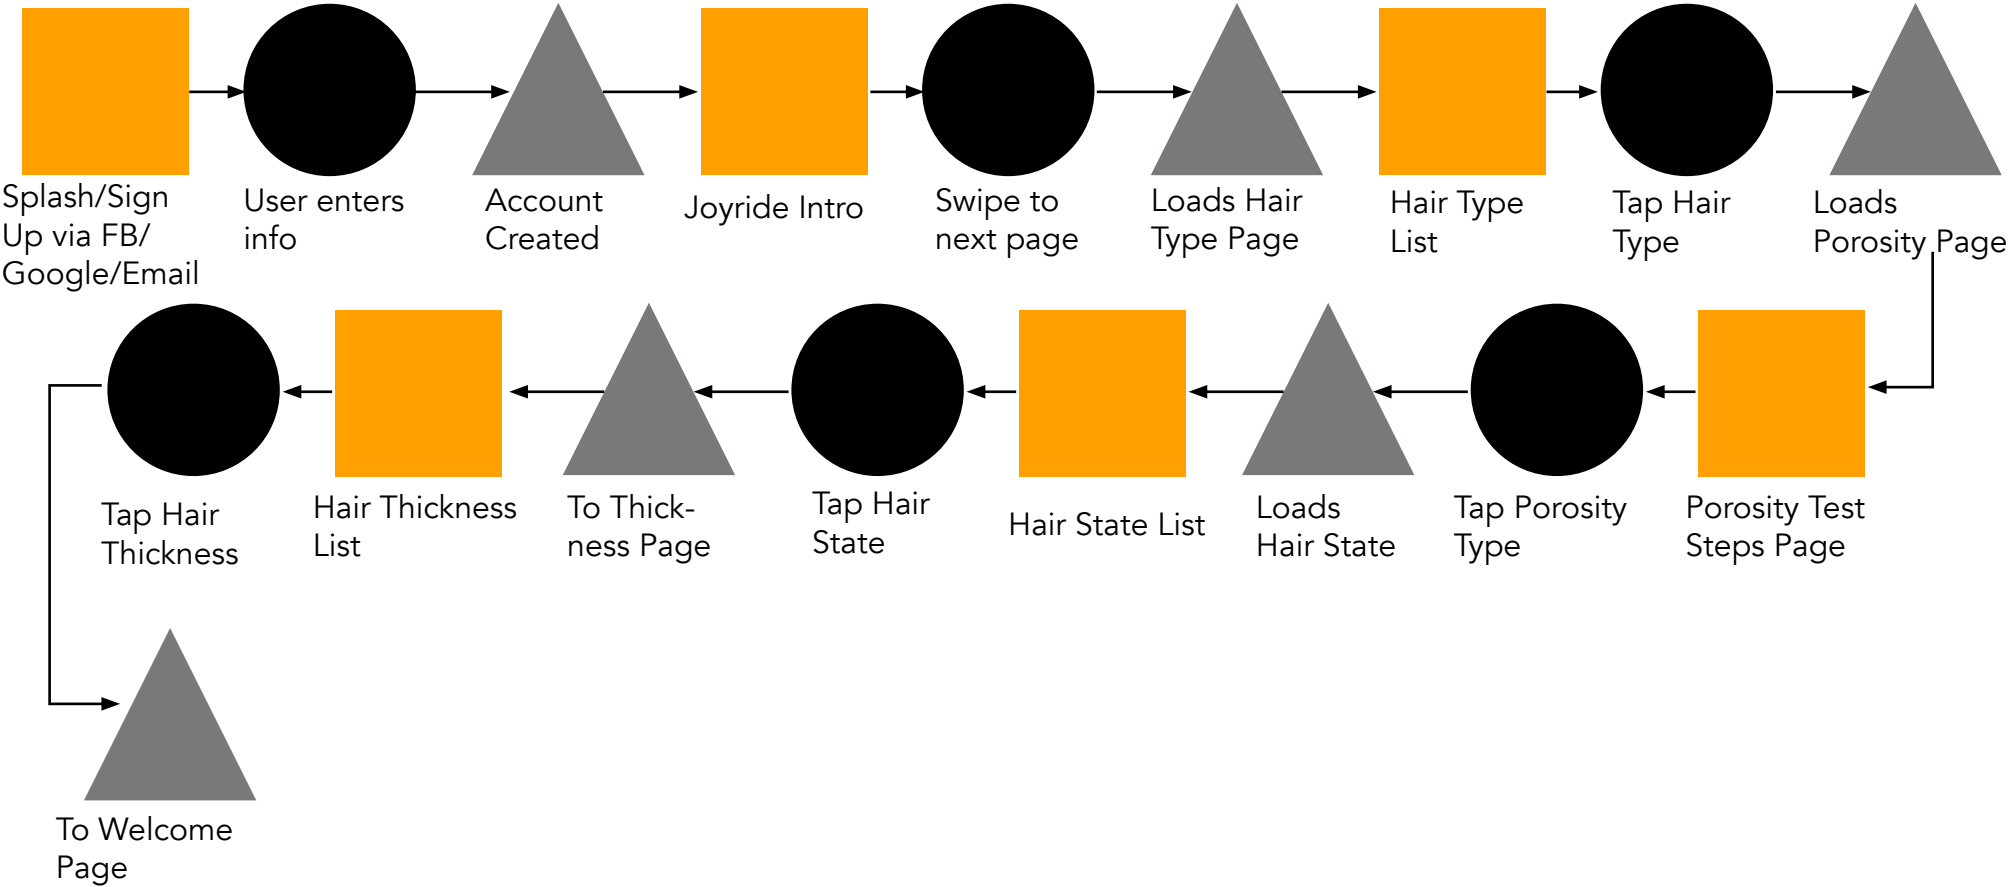 Splash/Sign
Up via FB/
Google/Email
User enters
info
Account
Created
Joyride Intro
Swipe to
next page
Loads Hair
Type Page
Hair Type
List
Tap Hair
Type
Loads
Porosity Page
Tap Hair
Thickness
Hair Thickness
List
To Thick-
ness Page
Tap Hair
State
Hair State List
Loads
Hair State
Tap Porosity
Type
Porosity Test
Steps Page
To Welcome
Page